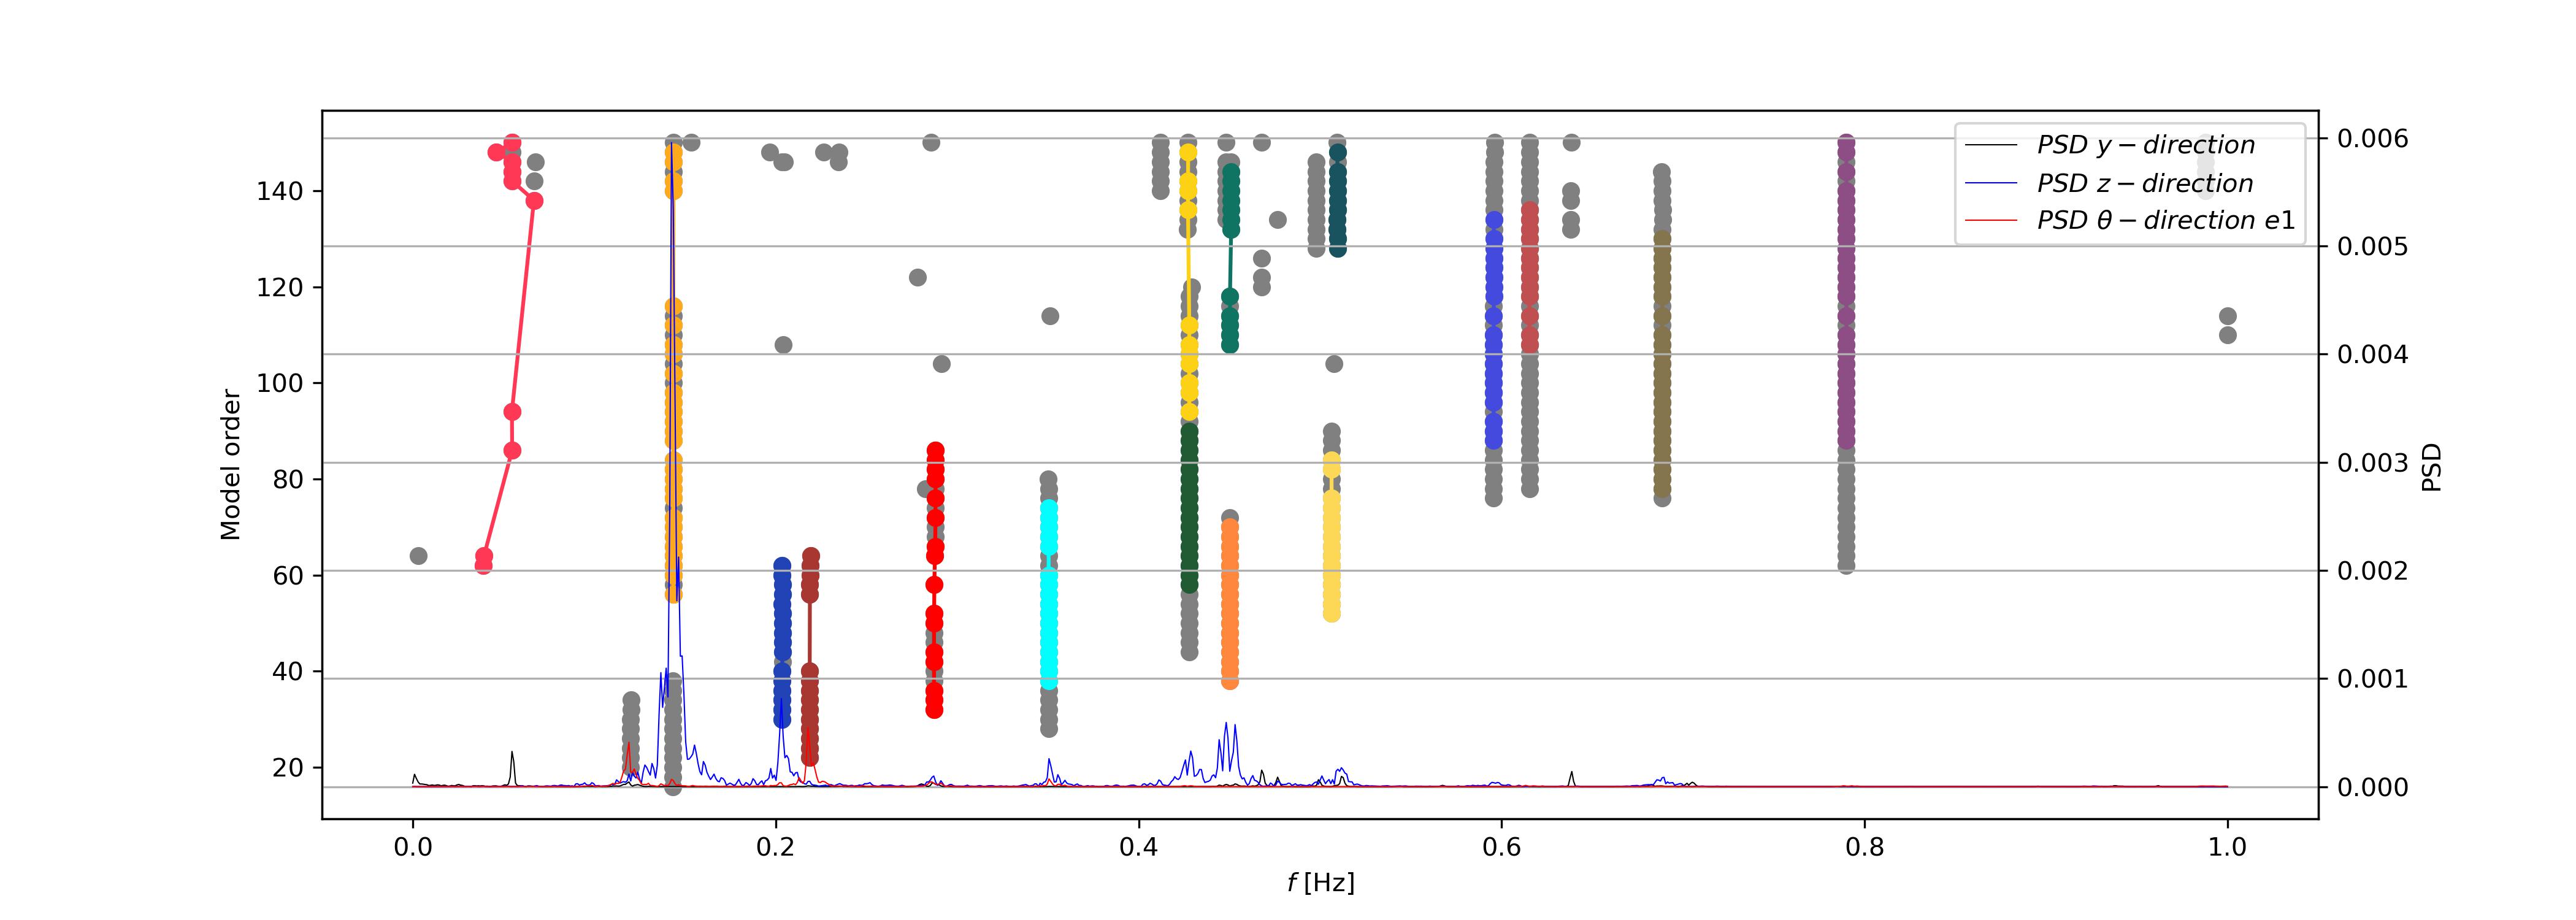 PSD y − direction
PSD z − direction
PSD θ − direction e1
140
120
100
80
60
40
20
Model order
0.006
0.005
0.004
0.003
0.002
0.001
0.000
PSD
0.0 0.2 0.4 0.6 0.8 1.0
f [Hz]